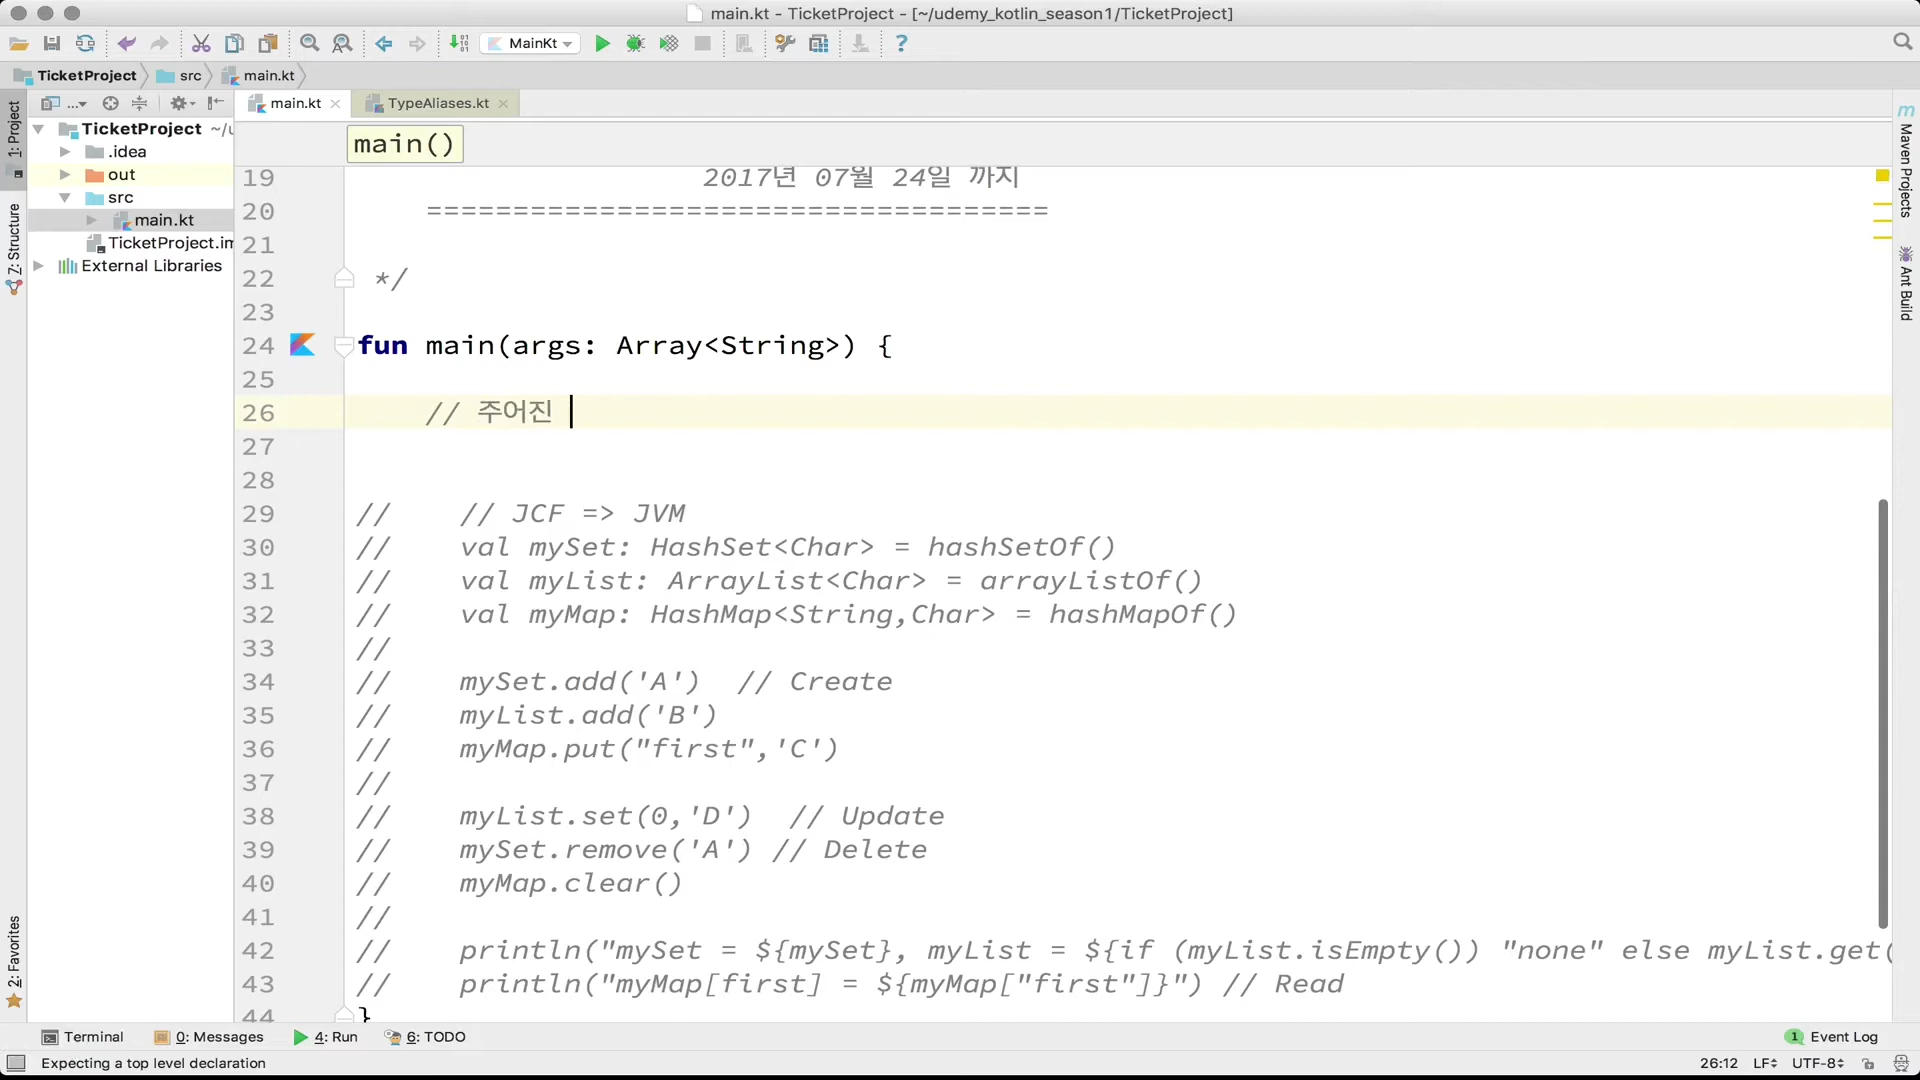 main.kt - TicketProject - [~/udemy_kotlin_season1/TicketProject]
MainKt
TicketProject src main.kt
1: Project
...
main.kt TypeAliases.kt
TicketProject
.idea
out
src
main.kt
TicketProject.im
External Libraries
Z: Structure
2: Favorites
Maven Projects
Ant Build
main()
19 2017년 07월 24일 까지
20 ====================================
21
22 */
23
24 fun main(args: Array<String>) {
25
26 // 주어진
27
28
29 // // JCF => JVM
30 // val mySet: HashSet<Char> = hashSetOf()
31 // val myList: ArrayList<Char> = arrayListOf()
32 // val myMap: HashMap<String,Char> = hashMapOf()
33 //
34 // mySet.add('A') // Create
35 // myList.add('B')
36 // myMap.put("first",'C')
37 //
38 // myList.set(0,'D') // Update
39 // mySet.remove('A') // Delete
40 // myMap.clear()
41 //
42 // println("mySet = ${mySet}, myList = ${if (myList.isEmpty()) "none" else myList.get(
43 // println("myMap[first] = ${myMap["first"]}") // Read
44 }
Terminal 0: Messages 4: Run 6: TODO 1 Event Log
Expecting a top level declaration 26:12 LF UTF-8